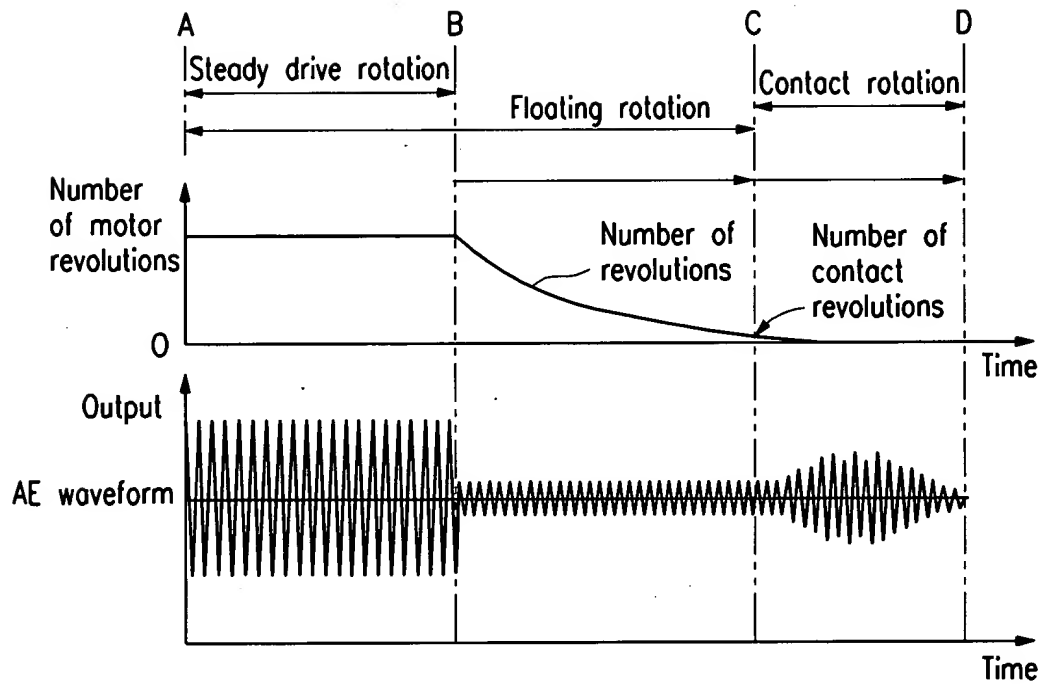 A B C D
Steady drive rotation
Contact rotation
Floating rotation
Number
of motor
revolutions
Number of
revolutions
Number of
contact
revolutions
0
Time
Output
AE waveform
Time